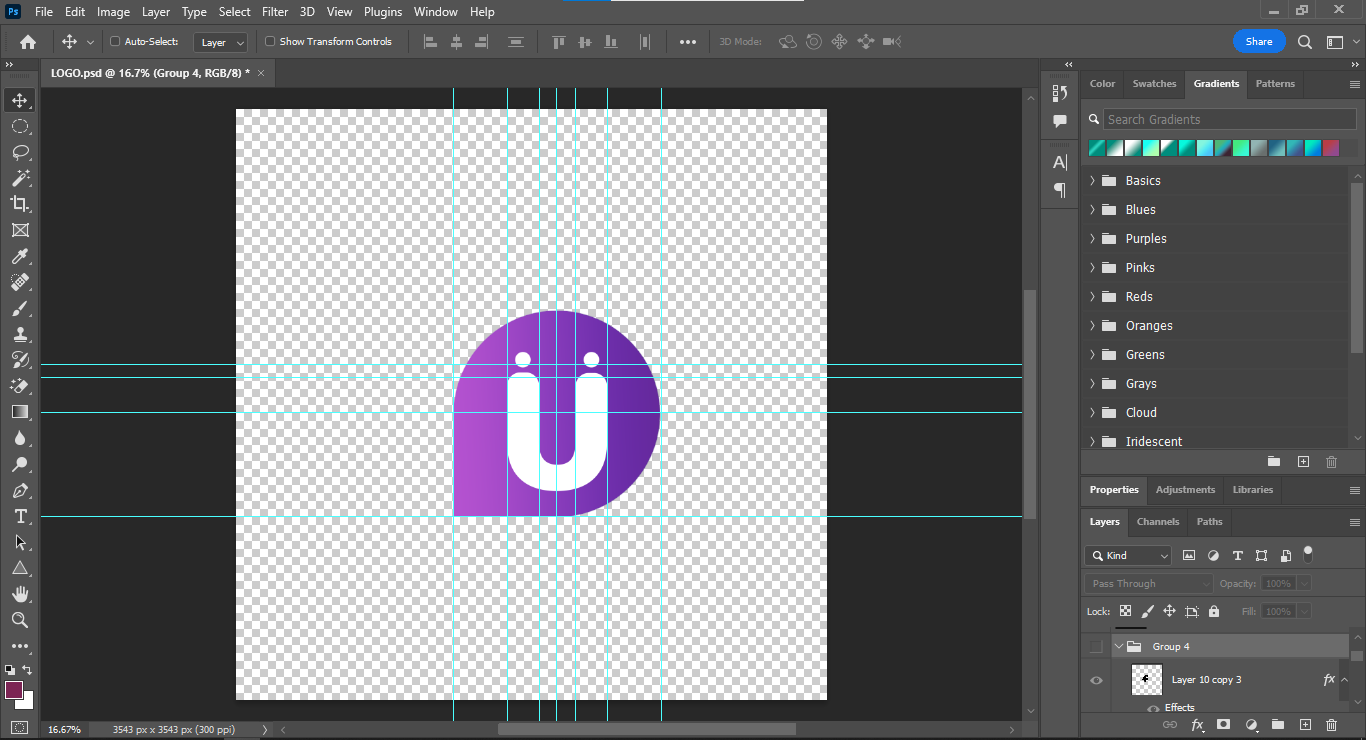 Ps File Edit Image Layer Type Select Filter 3D View Plugins Window Help
Auto-Select: Layer Show Transform Controls 3D Mode: Share
LOGO.psd @ 16.7% (Group 4, RGB/8) *
Color Swatches Gradients Patterns
Search Gradients
Basics
Blues
Purples
Pinks
Reds
Oranges
Greens
Grays
Cloud
Iridescent
Properties Adjustments Libraries
Layers Channels Paths
Kind
Pass Through Opacity: 100%
Lock: Fill: 100%
Group 4
Layer 10 copy 3 fx
Effects
Ü
16.67% 3543 px x 3543 px (300 ppi)